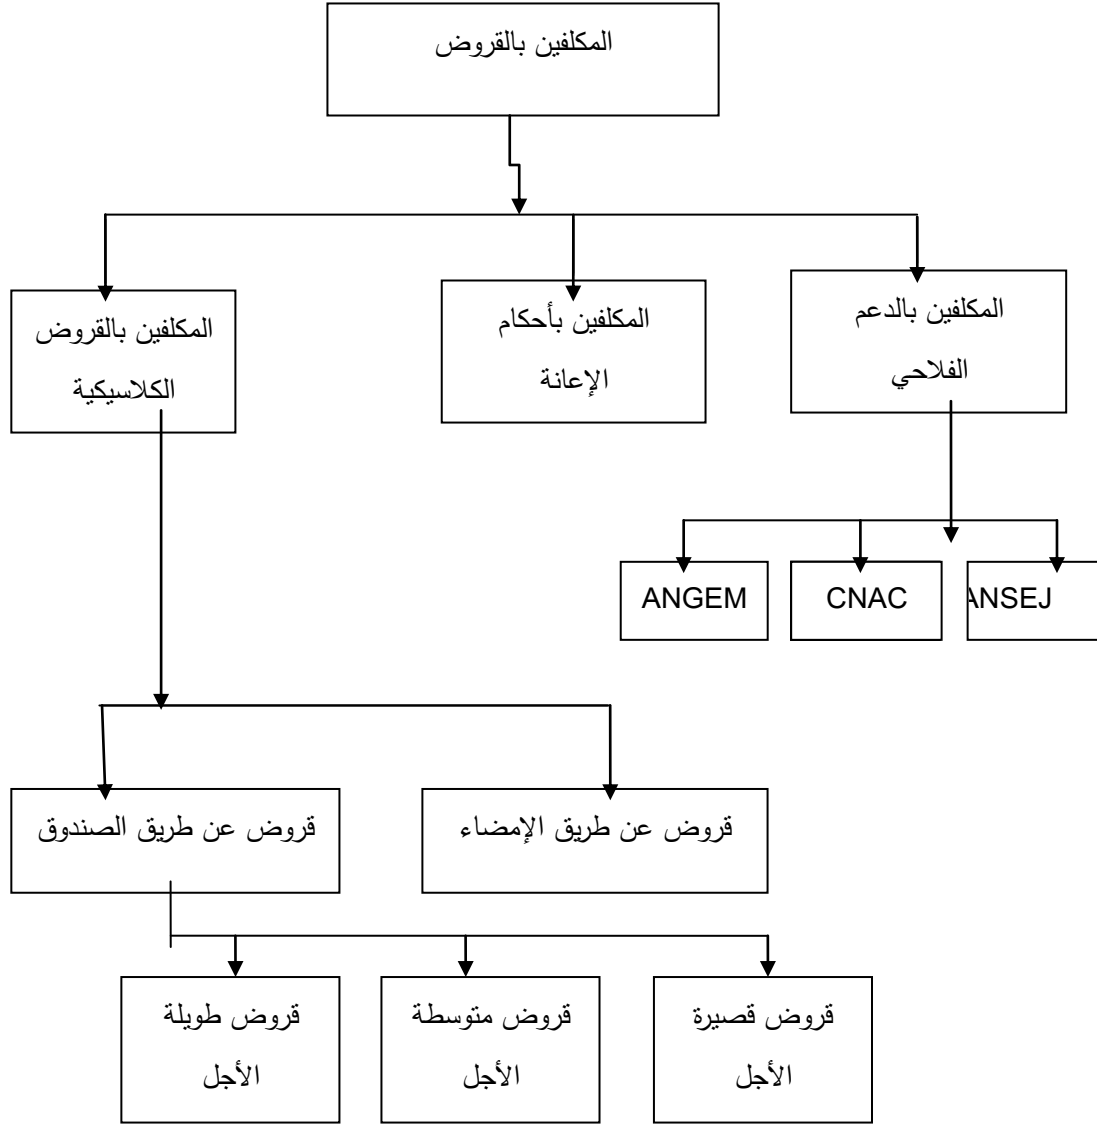 المكلفين بالقروض
المكلفين بالدعم
الفلاحي
المكلفين بأحكام
الإعانة
المكلفين بالقروض
الكلاسيكية
ANSEJ
CNAC
ANGEM
قروض عن طريق الإمضاء
قروض عن طريق الصندوق
قروض قصيرة
الأجل
قروض متوسطة
الأجل
قروض طويلة
الأجل